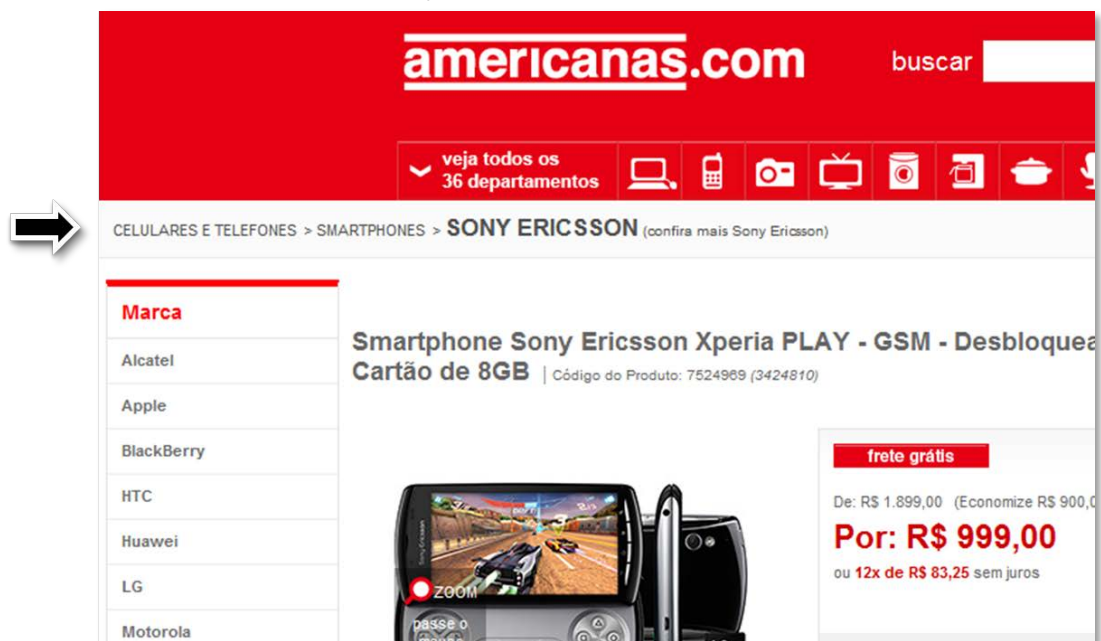 americanas.com
buscar
veja todos os
36 departamentos
CELULARES E TELEFONES > SMARTPHONES > SONY ERICSSON (confira mais Sony Ericsson)
Marca
Alcatel
Apple
BlackBerry
HTC
Huawei
LG
Motorola
Smartphone Sony Ericsson Xperia PLAY - GSM -
Cartão de 8GB | Código do Produto: 7524969 (3424810)
Sony Ericsson
ZOOM
passe o
frete grátis
De: R$ 1.899,00 (Economize R$
Por: R$ 999,00
ou 12x de R$ 83,25 sem juros